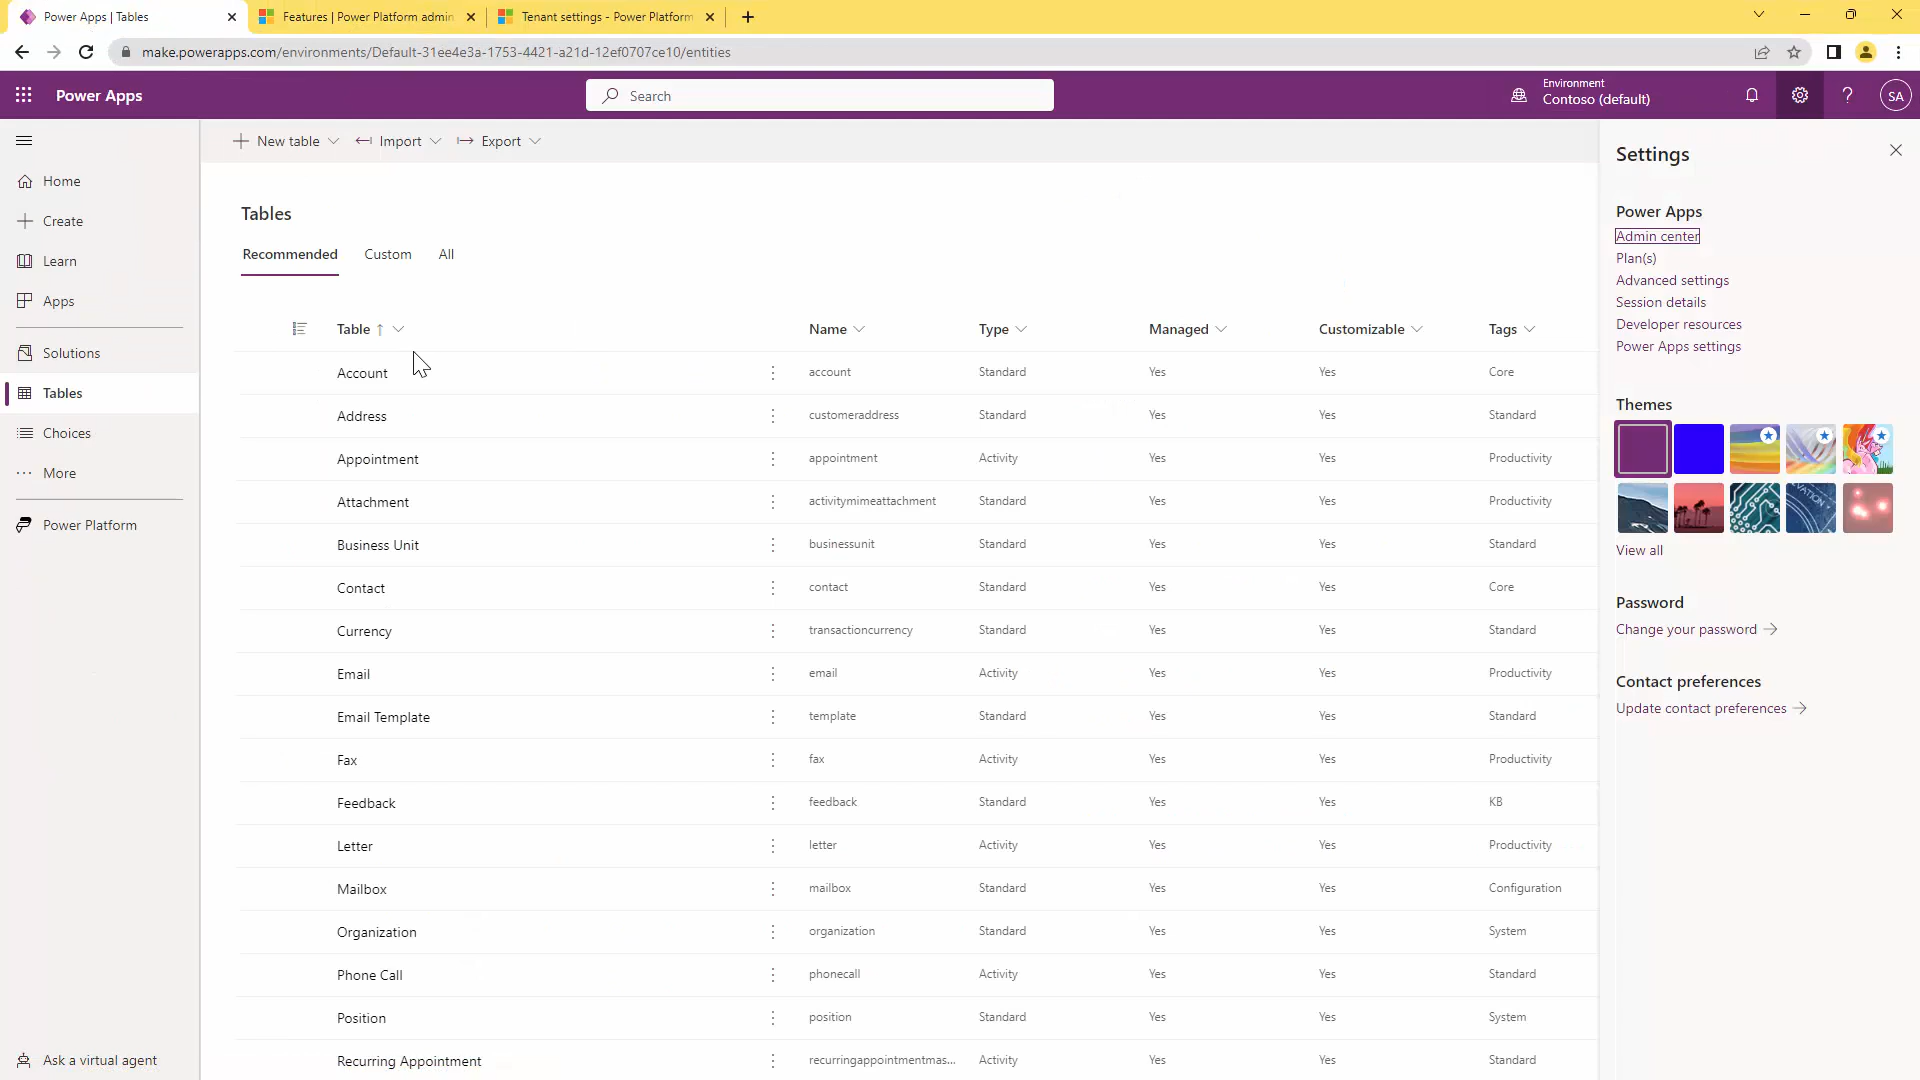 Power Apps | Tables
Features | Power Platform admin
Tenant settings - Power Platform
make.powerapps.com/environments/Default-31ee4e3a-1753-4421-a21d-12ef0707ce10/entities
Power Apps
Search
Environment
Contoso (default)
SA
New table
Import
Export
Home
Create
Learn
Apps
Solutions
Tables
Choices
More
Power Platform
Ask a virtual agent
Tables
Recommended Custom All
Table Name Type Managed Customizable Tags
Account account Standard Yes Yes Core
Address customeraddress Standard Yes Yes Standard
Appointment appointment Activity Yes Yes Productivity
Attachment activitymimeattachment Standard Yes Yes Productivity
Business Unit businessunit Standard Yes Yes Standard
Contact contact Standard Yes Yes Core
Currency transactioncurrency Standard Yes Yes Standard
Email email Activity Yes Yes Productivity
Email Template template Standard Yes Yes Standard
Fax fax Activity Yes Yes Productivity
Feedback feedback Standard Yes Yes KB
Letter letter Activity Yes Yes Productivity
Mailbox mailbox Standard Yes Yes Configuration
Organization organization Standard Yes Yes System
Phone Call phonecall Activity Yes Yes Standard
Position position Standard Yes Yes System
Recurring Appointment recurringappointmentmas... Activity Yes Yes Standard
Settings
Power Apps
Admin center
Plan(s)
Advanced settings
Session details
Developer resources
Power Apps settings
Themes
View all
Password
Change your password
Contact preferences
Update contact preferences